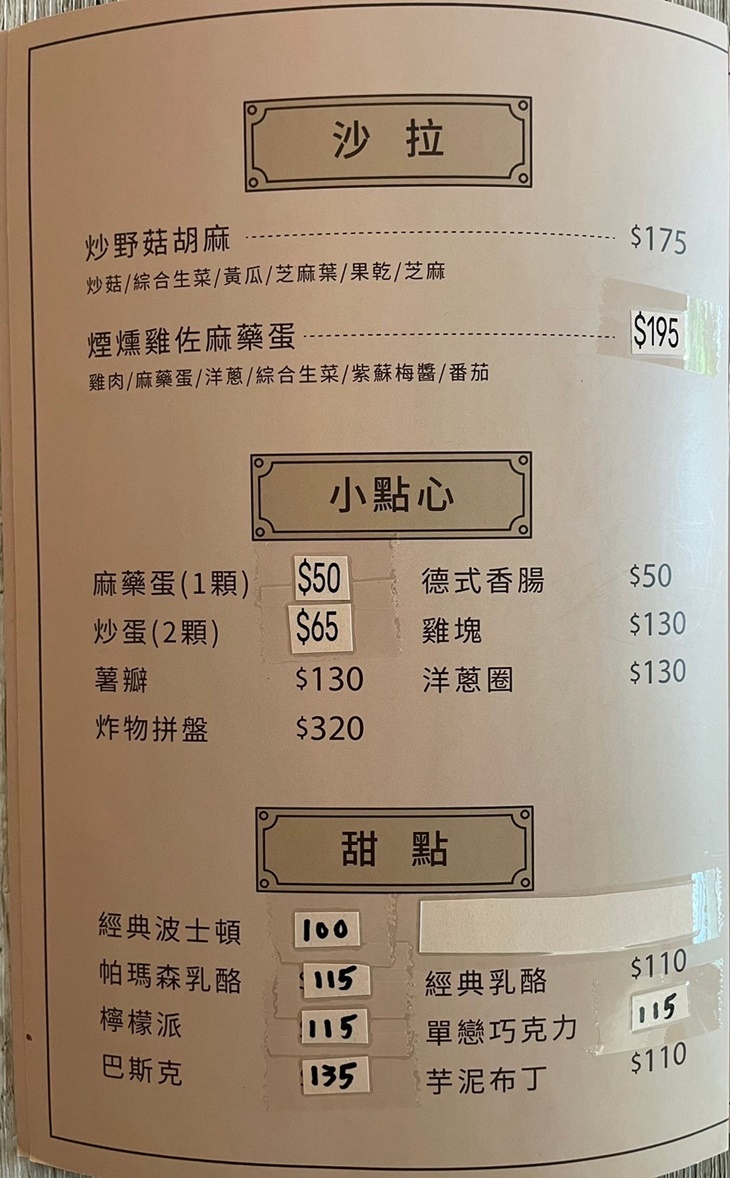 沙拉
炒野菇胡麻 $175
炒菇/綜合生菜/黃瓜/芝麻葉/果乾/芝麻
煙燻雞佐麻藥蛋 $195
雞肉/麻藥蛋/洋蔥/綜合生菜/紫蘇梅醬/番茄
小點心
麻藥蛋(1顆) $50 德式香腸 $50
炒蛋(2顆) $65 雞塊 $130
薯瓣 $130 洋蔥圈 $130
炸物拼盤 $320
甜點
經典波士頓 100
帕瑪森乳酪 115 經典乳酪 $110
檸檬派 115 單戀巧克力 115
巴斯克 135 芋泥布丁 $110